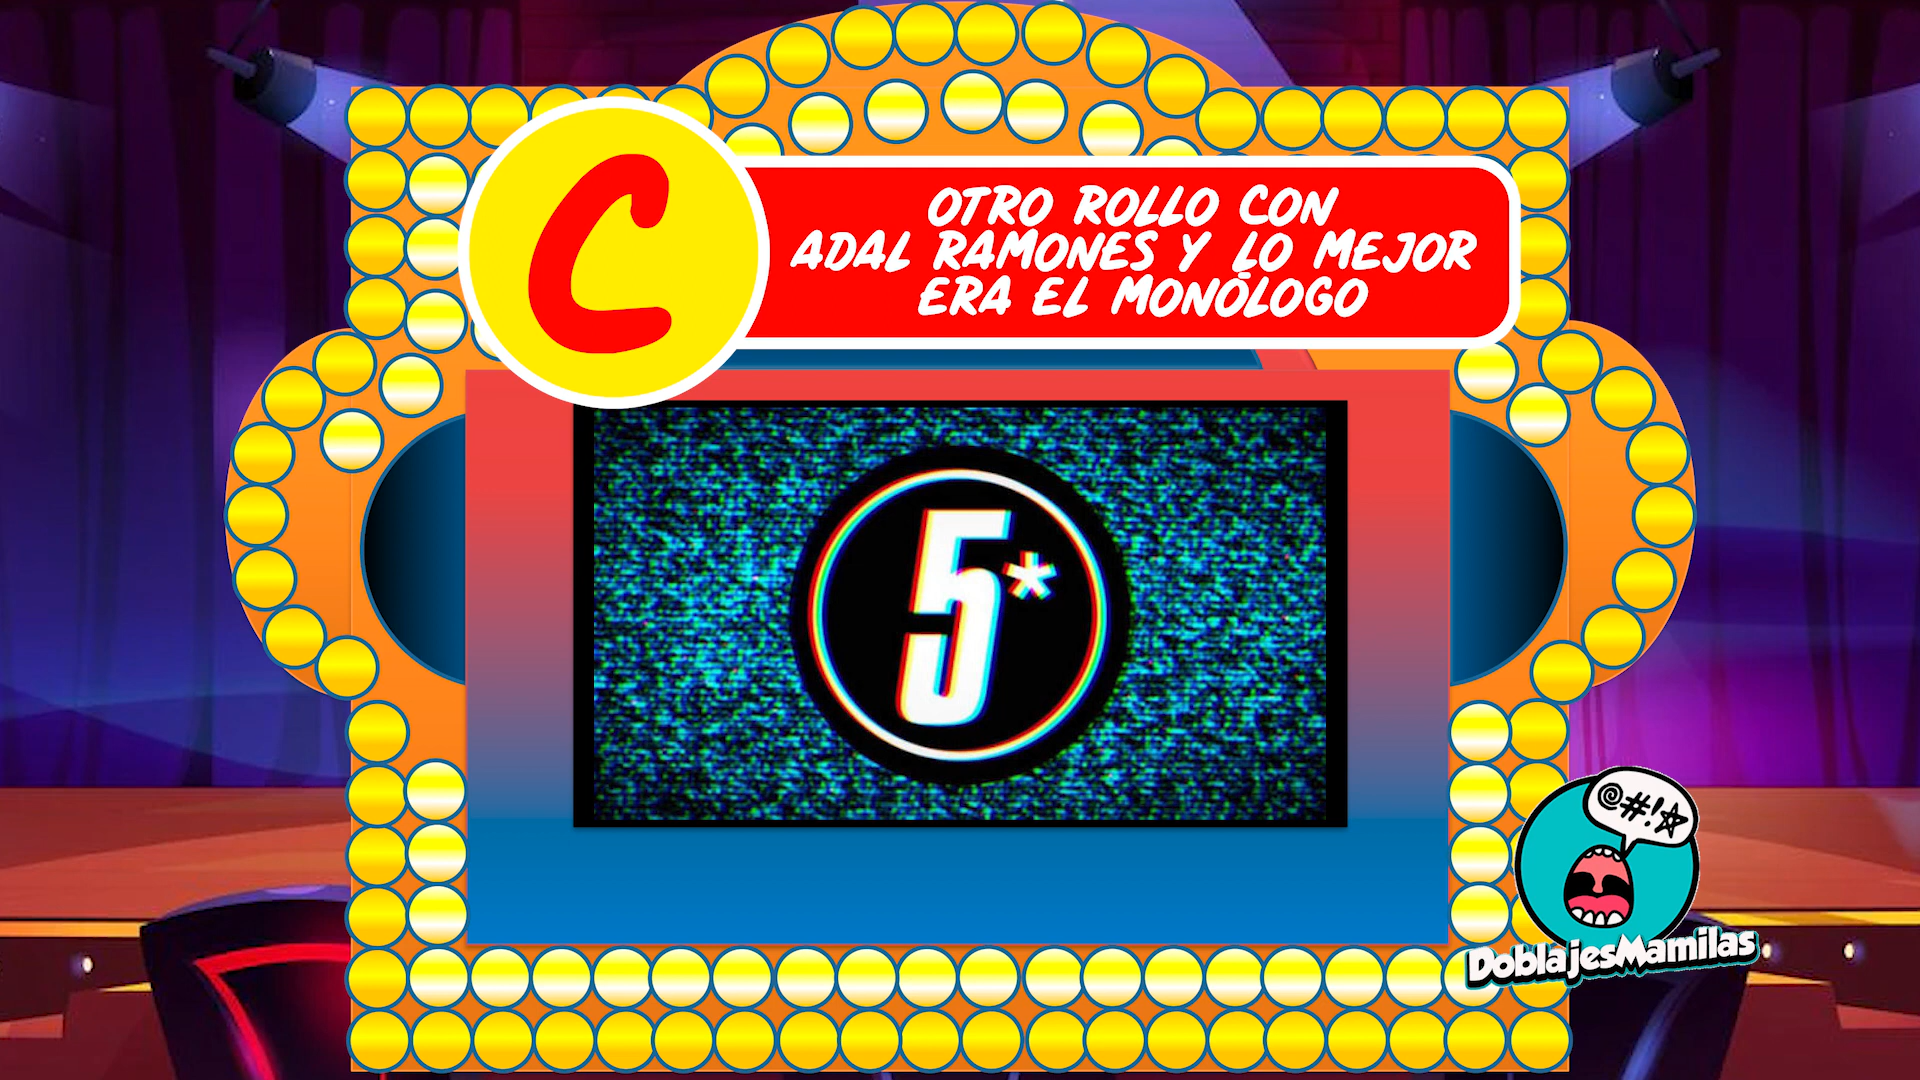 C
OTRO ROLLO CON
ADAL RAMONES Y LO MEJOR
ERA EL MONÓLOGO
5*
@#!☆
DoblajesMamilas